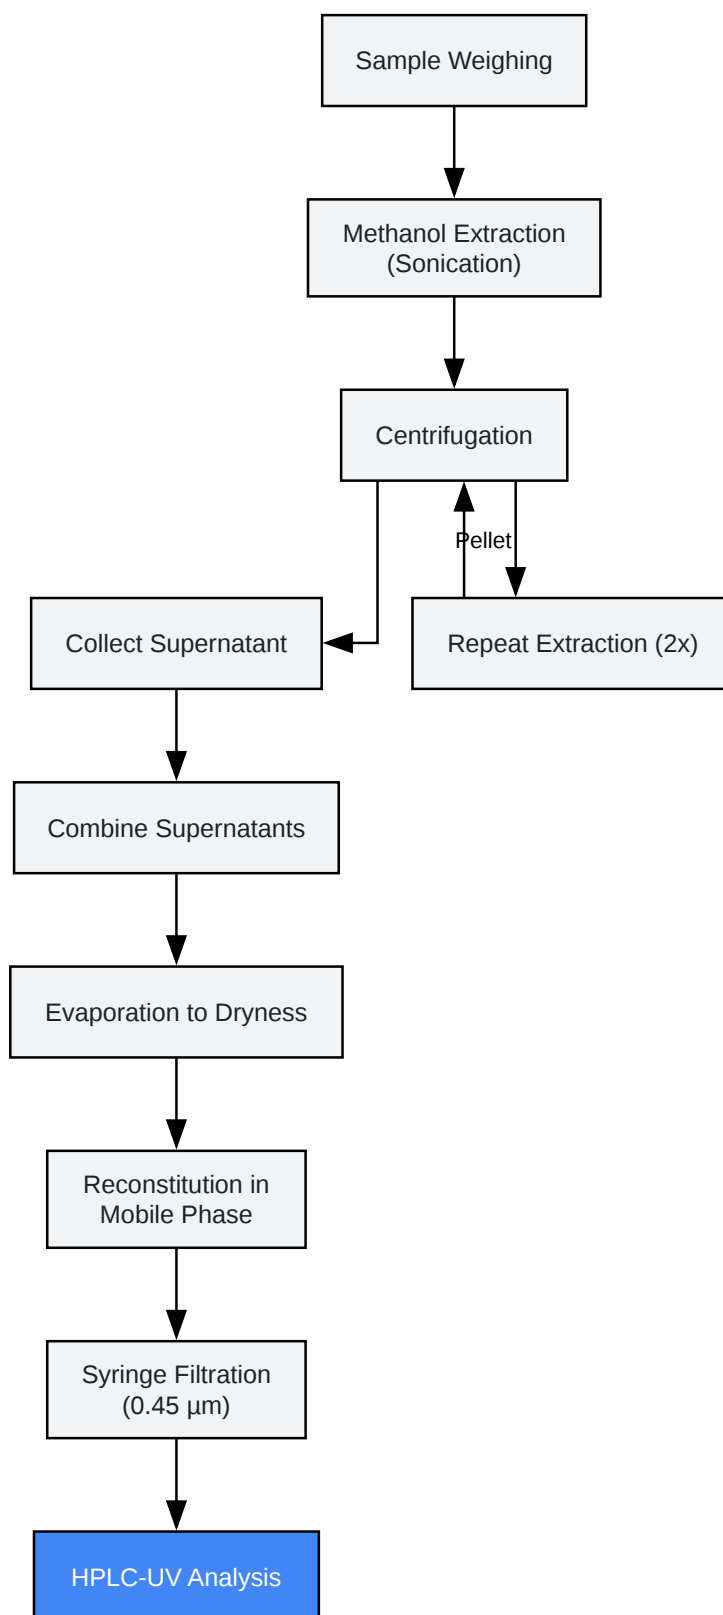 Sample Weighing
Methanol Extraction
(Sonication)
Centrifugation
Pellet
Collect Supernatant
Repeat Extraction (2x)
Combine Supernatants
Evaporation to Dryness
Reconstitution in
Mobile Phase
Syringe Filtration
(0.45 µm)
HPLC-UV Analysis